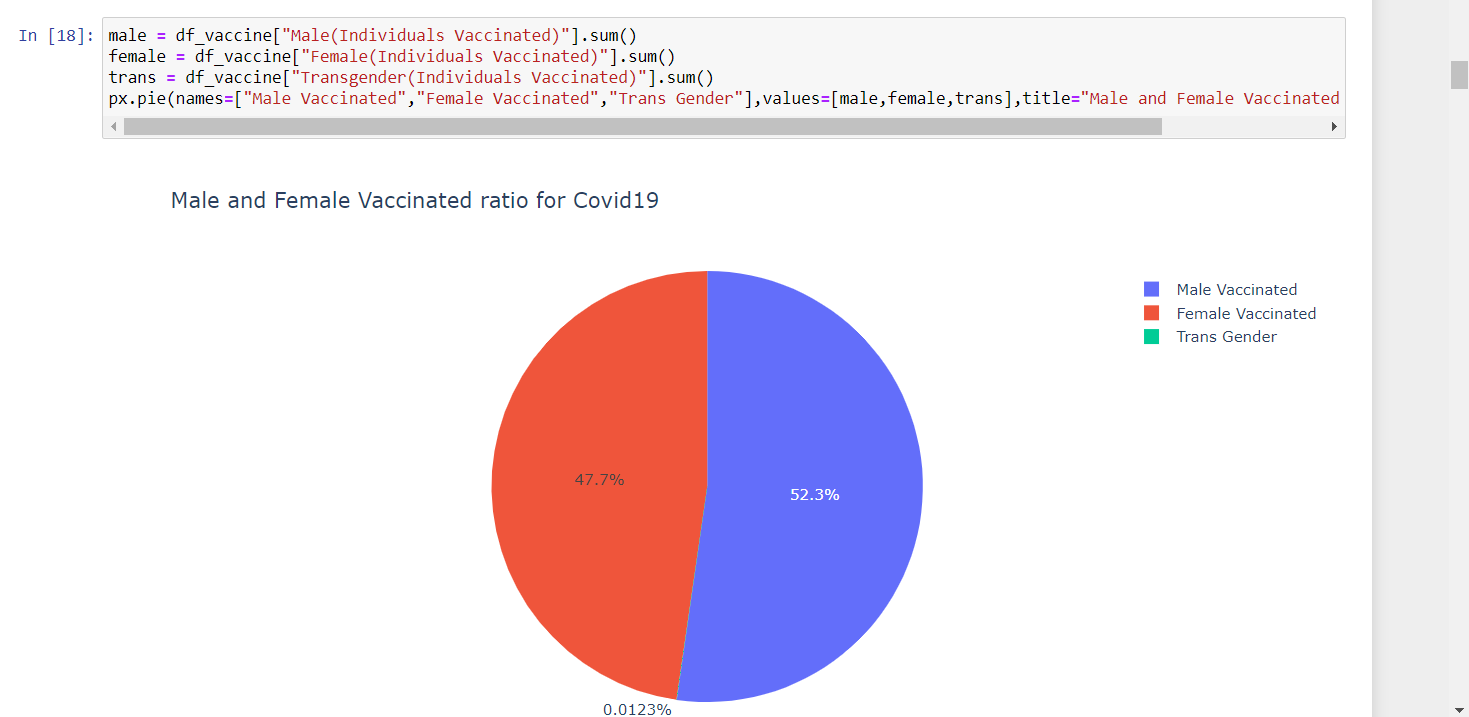 In [18]:
male = df_vaccine["Male(Individuals Vaccinated)"].sum()
female = df_vaccine["Female(Individuals Vaccinated)"].sum()
trans = df_vaccine["Transgender(Individuals Vaccinated)"].sum()
px.pie(names=["Male Vaccinated","Female Vaccinated","Trans Gender"],values=[male,female,trans],title="Male and Female Vaccinated
Male and Female Vaccinated ratio for Covid19
Male Vaccinated
Female Vaccinated
Trans Gender
47.7%
52.3%
0.0123%